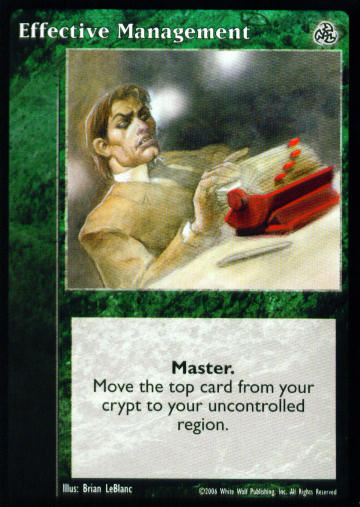 Effective Management
Master.
Move the top card from your
crypt to your uncontrolled
region.
Illus: Brian LeBlanc
©2006 White Wolf Publishing, Inc. All Rights Reserved